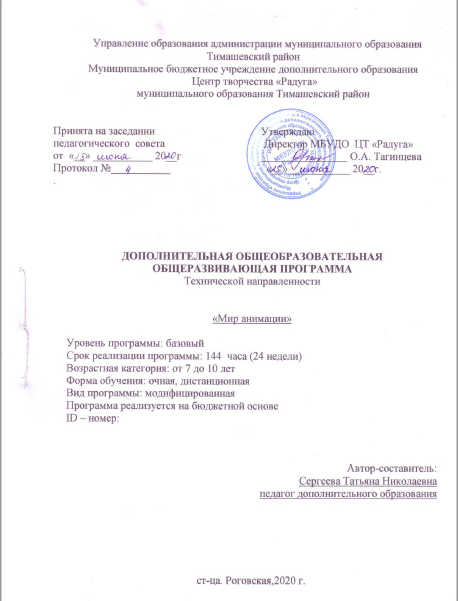 Управление образования администрации муниципального образования
Тимашевский район
Муниципальное бюджетное учреждение дополнительного образования
Центр творчества «Радуга»
муниципального образования Тимашевский район
Принята на заседании Утверждаю
педагогического совета Директор МБУДО ЦТ «Радуга»
от «15» июня 2020г О.А. Тагинцева
Протокол № 4 «15» июня 2020г.
.
ДОПОЛНИТЕЛЬНАЯ ОБЩЕОБРАЗОВАТЕЛЬНАЯ
ОБЩЕРАЗВИВАЮЩАЯ ПРОГРАММА
Технической направленности
«Мир анимации»
Уровень программы: базовый
Срок реализации программы: 144 часа (24 недели)
Возрастная категория: от 7 до 10 лет
Форма обучения: очная, дистанционная
Вид программы: модифицированная
Программа реализуется на бюджетной основе
ID – номер:
Автор-составитель:
Сергеева Татьяна Николаевна
педагог дополнительного образования
ст-ца. Роговская,2020 г.